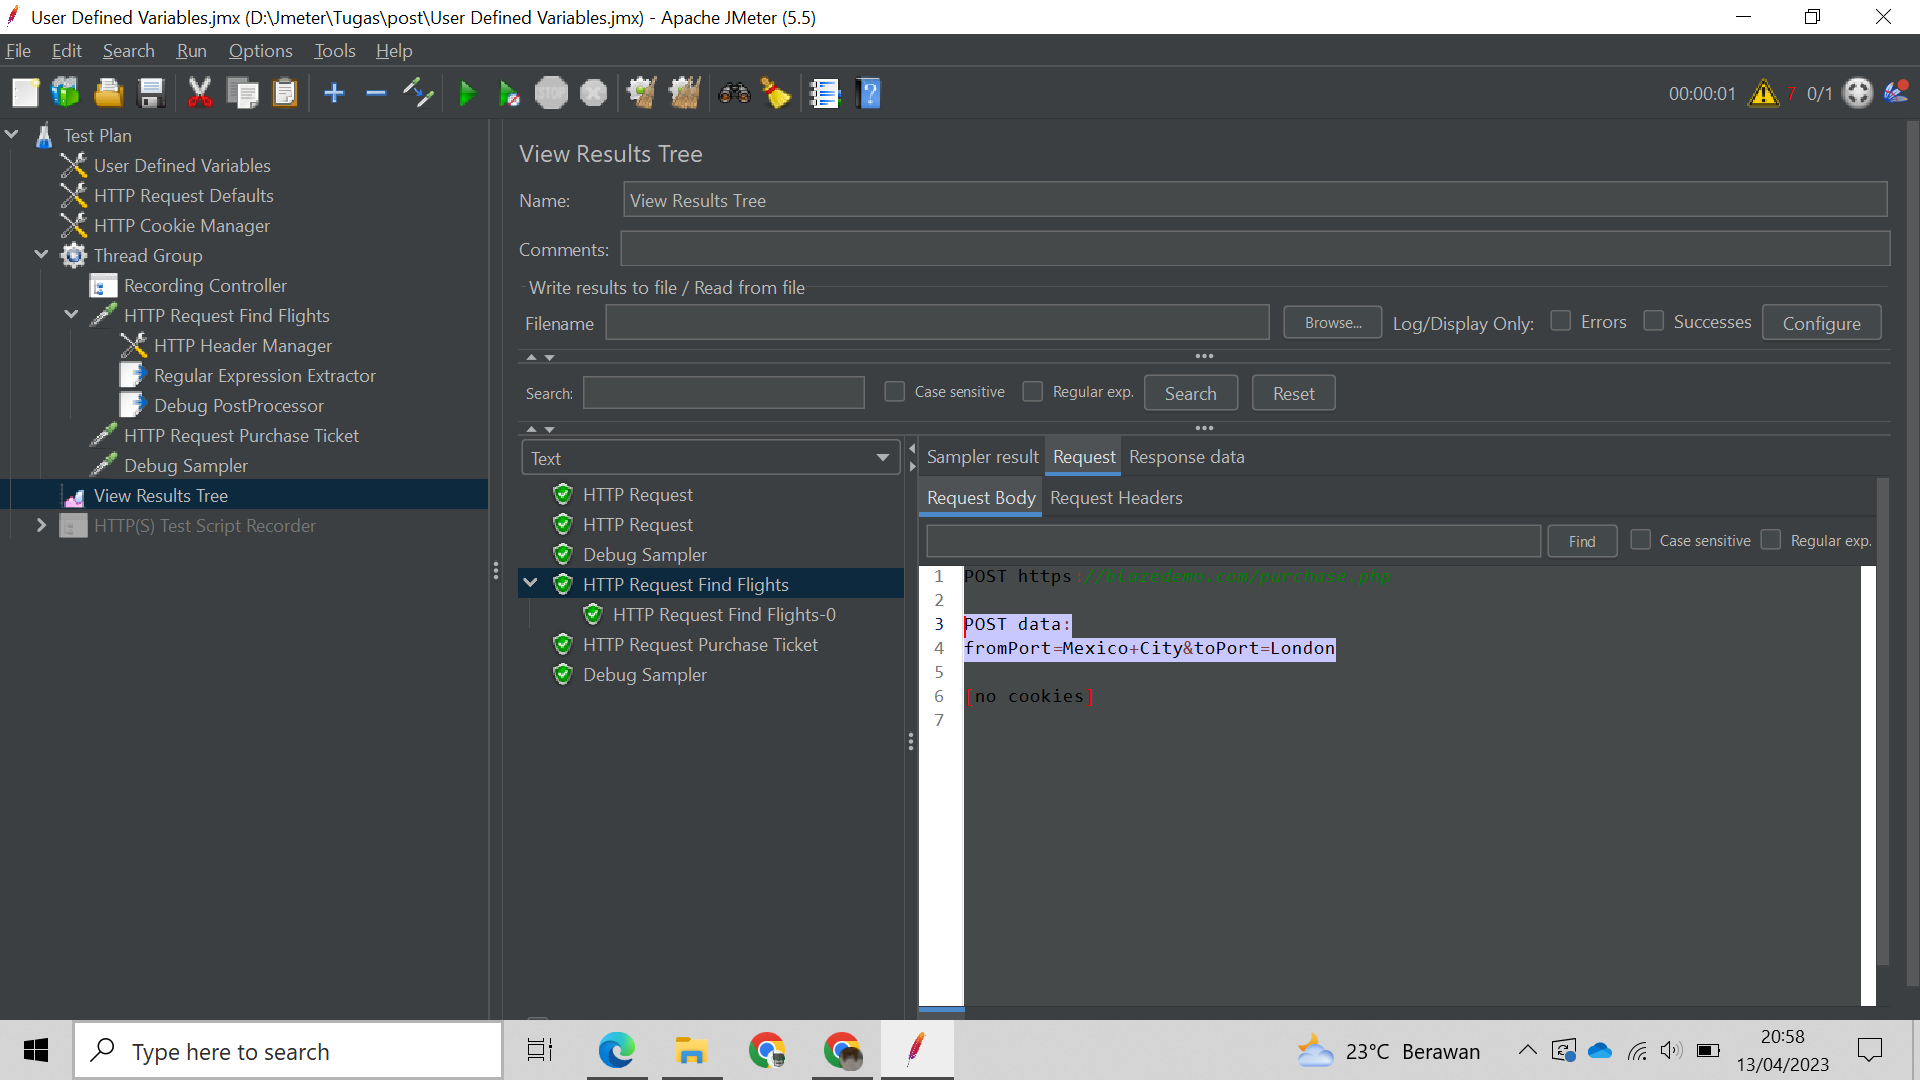 User Defined Variables.jmx (D:\Jmeter\Tugas\post\User Defined Variables.jmx) - Apache JMeter (5.5)
File Edit Search Run Options Tools Help
STOP
00:00:01 7 0/1
Test Plan
User Defined Variables
HTTP Request Defaults
HTTP Cookie Manager
Thread Group
Recording Controller
HTTP Request Find Flights
HTTP Header Manager
Regular Expression Extractor
Debug PostProcessor
HTTP Request Purchase Ticket
Debug Sampler
View Results Tree
HTTP(S) Test Script Recorder
View Results Tree
Name: View Results Tree
Comments:
Write results to file / Read from file
Filename Browse... Log/Display Only: Errors Successes Configure
Search: Case sensitive Regular exp. Search Reset
Text
HTTP Request
HTTP Request
Debug Sampler
HTTP Request Find Flights
HTTP Request Find Flights-0
HTTP Request Purchase Ticket
Debug Sampler
Sampler result Request Response data
Request Body Request Headers
Find Case sensitive Regular exp.
1 POST https://blazedemo.com/purchase.php
2
3 POST data:
4 fromPort=Mexico+City&toPort=London
5
6 [no cookies]
7
Type here to search
23°C Berawan
20:58
13/04/2023